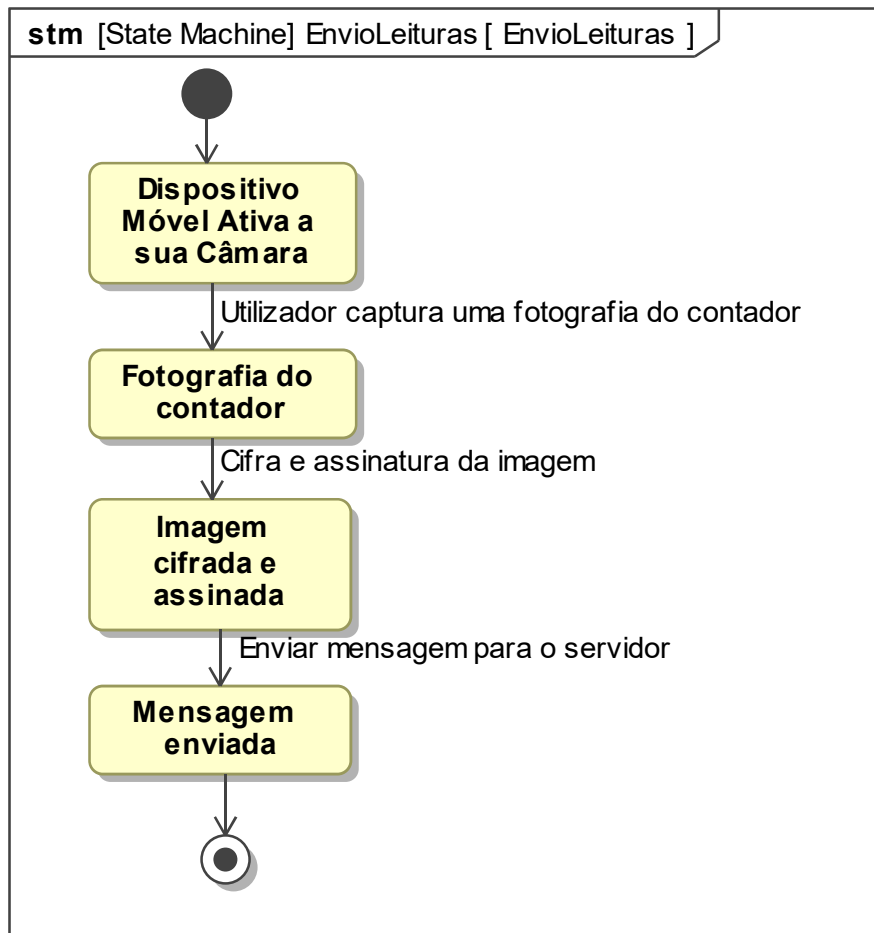 stm [State Machine] EnvioLeituras [ EnvioLeituras ]
Dispositivo
Móvel Ativa a
sua Câmara
Utilizador captura uma fotografia do contador
Fotografia do
contador
Cifra e assinatura da imagem
Imagem
cifrada e
assinada
Enviar mensagem para o servidor
Mensagem
enviada